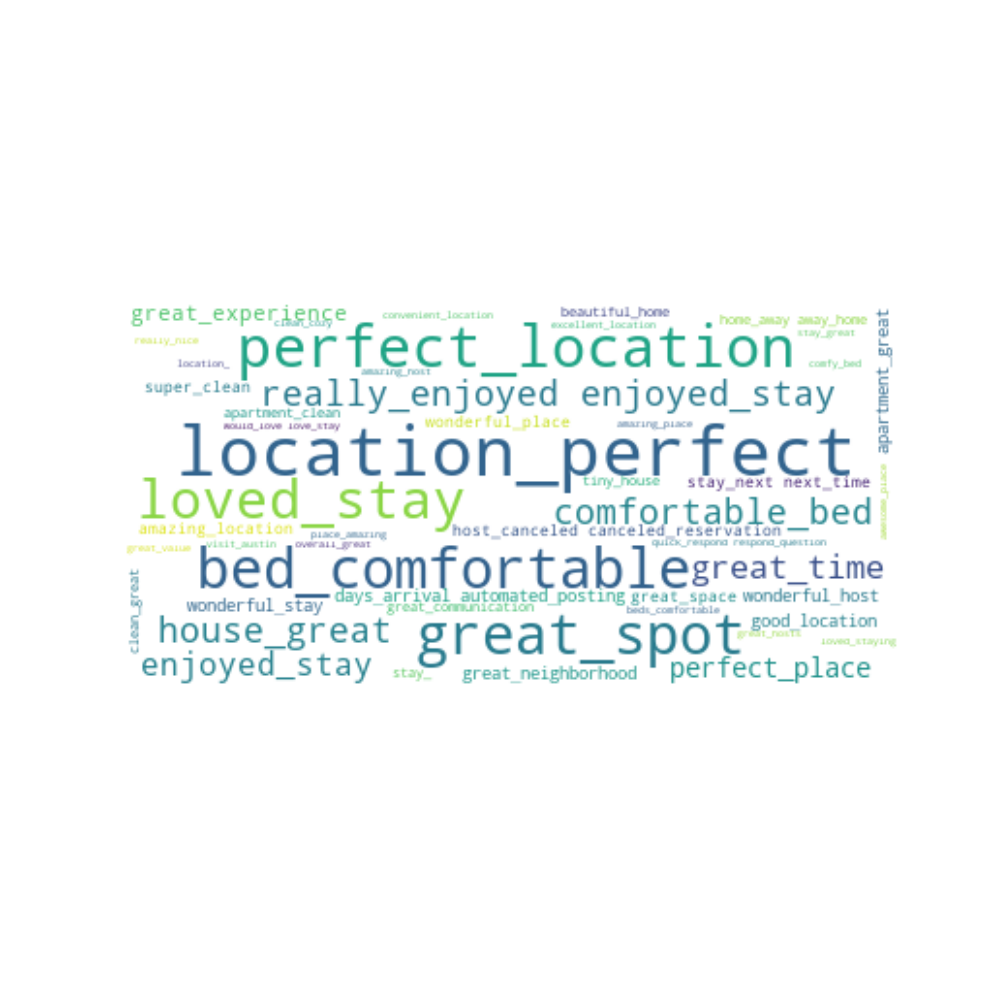 great_experience
convenient_location
beautiful_home
home_away away_home
clean_cozy
excellent_location
stay_great
really_nice
perfect_location
location_
amazing_host
comfy_bed
apartment_great
super_clean
really_enjoyed enjoyed_stay
apartment_clean
would_love love_stay
wonderful_place
amazing_place
location_perfect
loved_stay
tiny_house
stay_next next_time
comfortable_bed
awesome_place
amazing_location
place_amazing
host_canceled canceled_reservation
great_value
visit_austin
overall_great
quick_respond respond_question
bed_comfortable
great_time
clean_great
days_arrival automated_posting
great_space
wonderful_host
wonderful_stay
great_communication
beds_comfortable
house_great
great_spot
good_location
great_hosts
loved_staying
enjoyed_stay
stay_
great_neighborhood
perfect_place